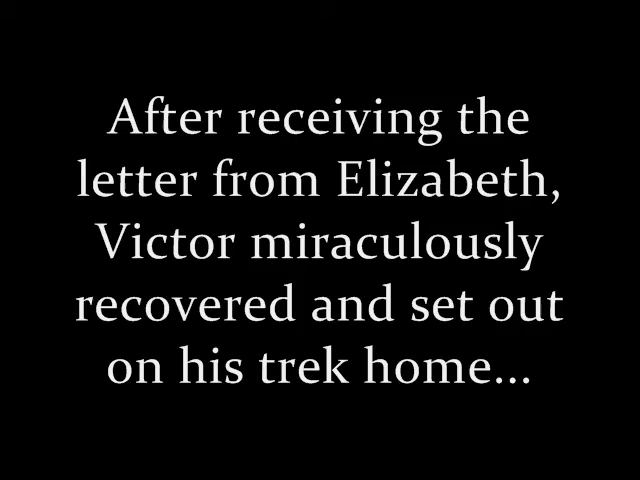 After receiving the
letter from Elizabeth,
Victor miraculously
recovered and set out
on his trek home...